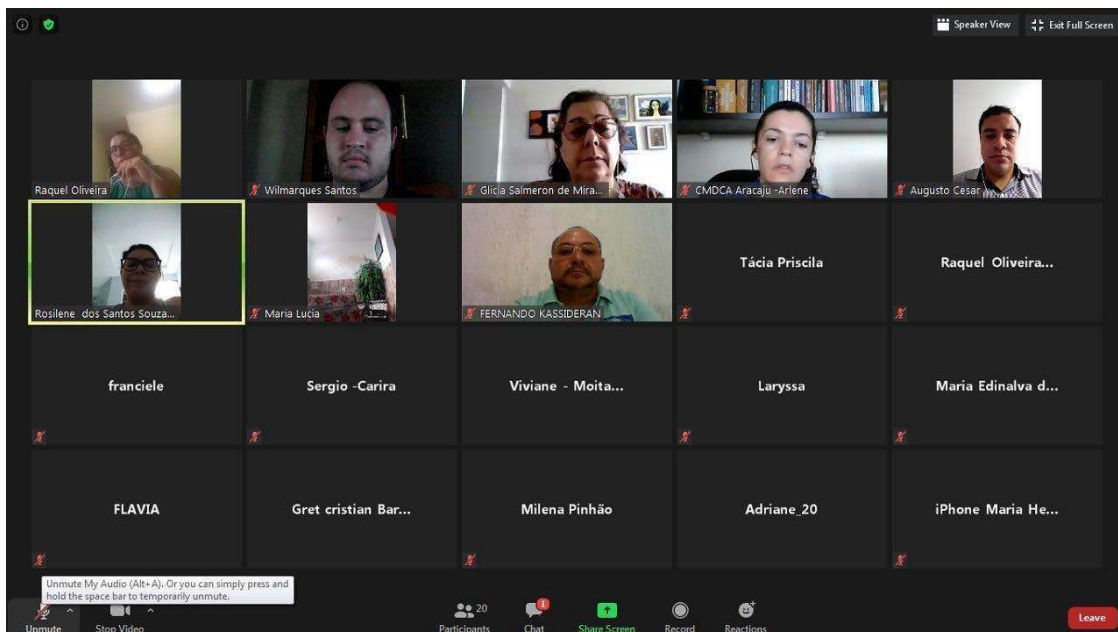 Speaker View
Exit Full Screen
Raquel Oliveira
Wilmarques Santos
Glicia Salmeron de Mira...
CMDCA Aracaju -Arlene
Augusto Cesar
Rosilene dos Santos Souza...
Maria Lucia
FERNANDO KASSIDERAN
Tácia Priscila
Raquel Oliveira...
franciele
Sergio -Carira
Viviane - Moita...
Laryssa
Maria Edinalva d...
FLAVIA
Gret cristian Bar...
Milena Pinhão
Adriane_20
iPhone Maria He...
Unmute My Audio (Alt+A). Or you can simply press and
hold the space bar to temporarily unmute.
Unmute
Stop Video
20
Participants
1
Chat
Share Screen
Record
Reactions
Leave